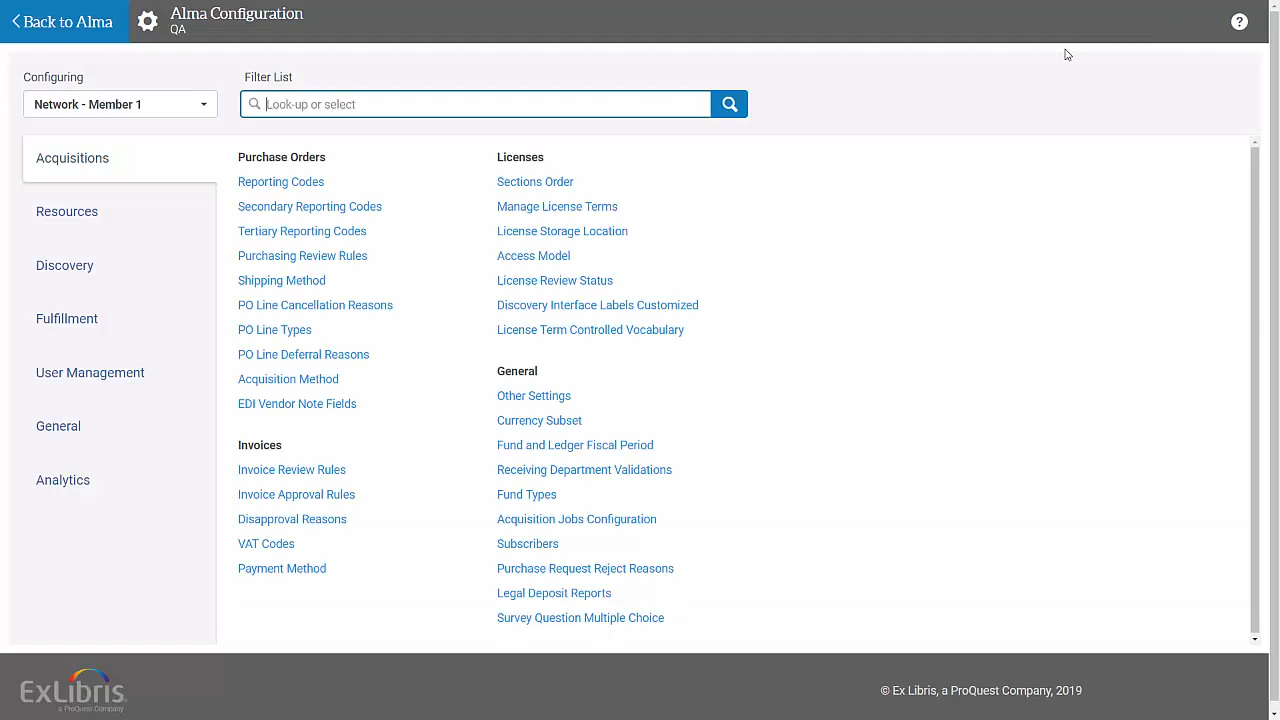 Back to Alma
Alma Configuration
QA
?
Configuring
Network - Member 1
Filter List
Look-up or select
Acquisitions
Resources
Discovery
Fulfillment
User Management
General
Analytics
Purchase Orders
Reporting Codes
Secondary Reporting Codes
Tertiary Reporting Codes
Purchasing Review Rules
Shipping Method
PO Line Cancellation Reasons
PO Line Types
PO Line Deferral Reasons
Acquisition Method
EDI Vendor Note Fields
Invoices
Invoice Review Rules
Invoice Approval Rules
Disapproval Reasons
VAT Codes
Payment Method
Licenses
Sections Order
Manage License Terms
License Storage Location
Access Model
License Review Status
Discovery Interface Labels Customized
License Term Controlled Vocabulary
General
Other Settings
Currency Subset
Fund and Ledger Fiscal Period
Receiving Department Validations
Fund Types
Acquisition Jobs Configuration
Subscribers
Purchase Request Reject Reasons
Legal Deposit Reports
Survey Question Multiple Choice
ExLibris
a ProQuest Company
© Ex Libris, a ProQuest Company, 2019